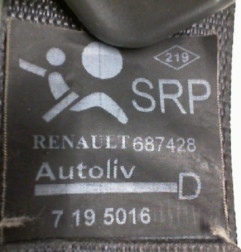 219
SRP
RENAULT 687428
Autoliv
D
7 19 5016